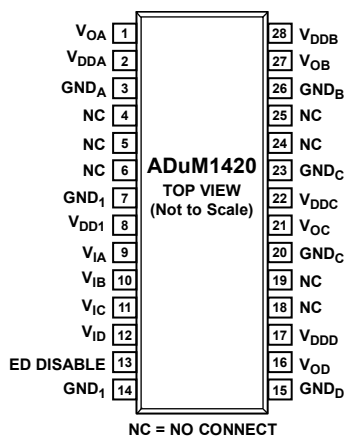 VOA 1
VDDA 2
GNDA 3
NC 4
NC 5
NC 6
GND1 7
VDD1 8
VIA 9
VIB 10
VIC 11
VID 12
ED DISABLE 13
GND1 14
ADuM1420
TOP VIEW
(Not to Scale)
28 VDDB
27 VOB
26 GNDB
25 NC
24 NC
23 GNDC
22 VDDC
21 VOC
20 GNDC
19 NC
18 NC
17 VDDD
16 VOD
15 GNDD
NC = NO CONNECT